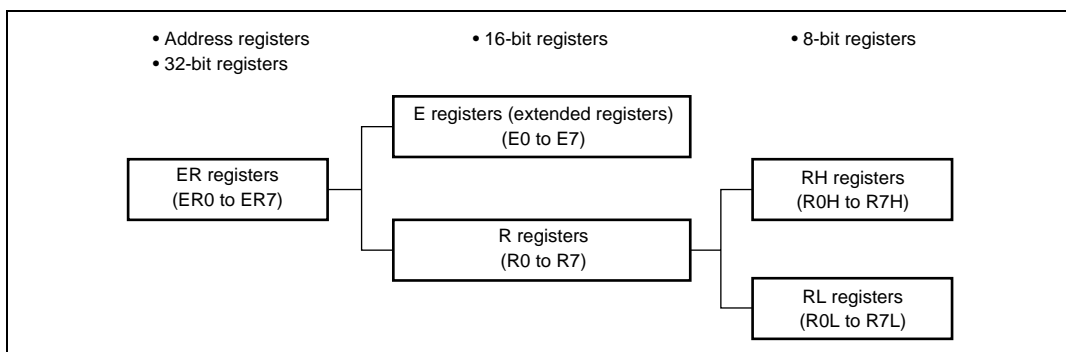 • Address registers
• 32-bit registers
• 16-bit registers
• 8-bit registers
E registers (extended registers)
(E0 to E7)
ER registers
(ER0 to ER7)
RH registers
(R0H to R7H)
R registers
(R0 to R7)
RL registers
(R0L to R7L)